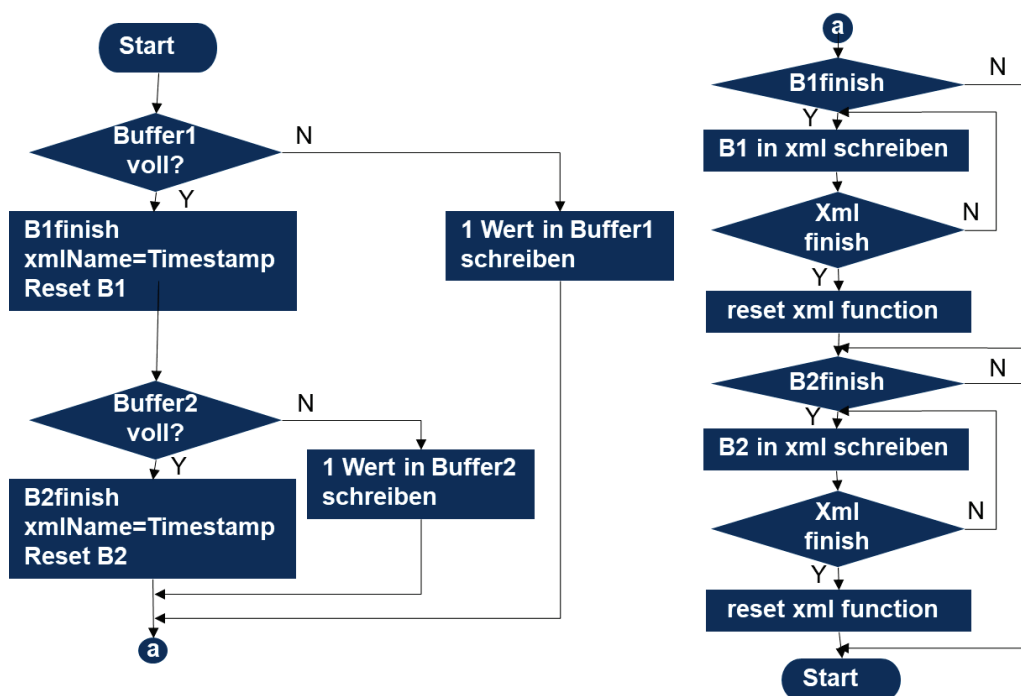 Start
Buffer1
voll?
N
Y
B1finish
xmlName=Timestamp
Reset B1
1 Wert in Buffer1
schreiben
Buffer2
voll?
N
Y
1 Wert in Buffer2
schreiben
B2finish
xmlName=Timestamp
Reset B2
a
a
B1finish
N
Y
B1 in xml schreiben
Xml
finish
N
Y
reset xml function
B2finish
N
Y
B2 in xml schreiben
Xml
finish
N
Y
reset xml function
Start